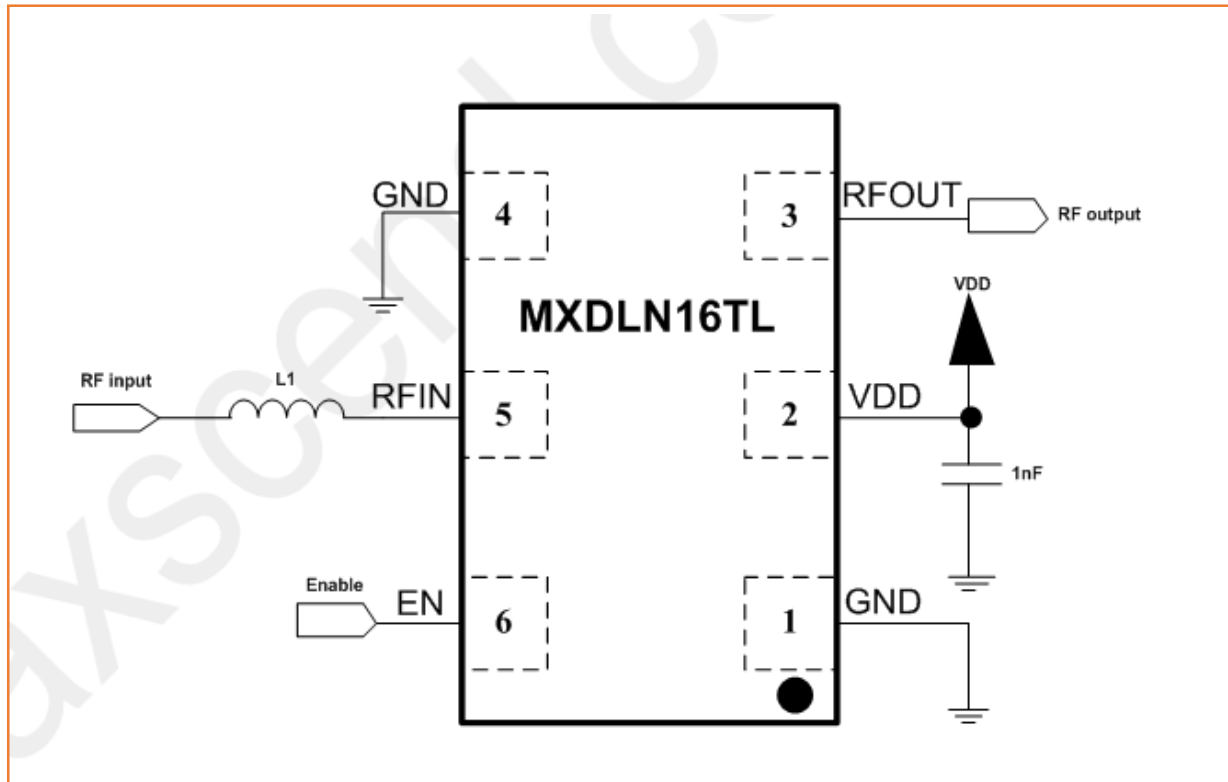 GND
4
3
RFOUT
RF output
MXDLN16TL
VDD
RF input
L1
RFIN
5
2
VDD
1nF
Enable
EN
6
1
GND